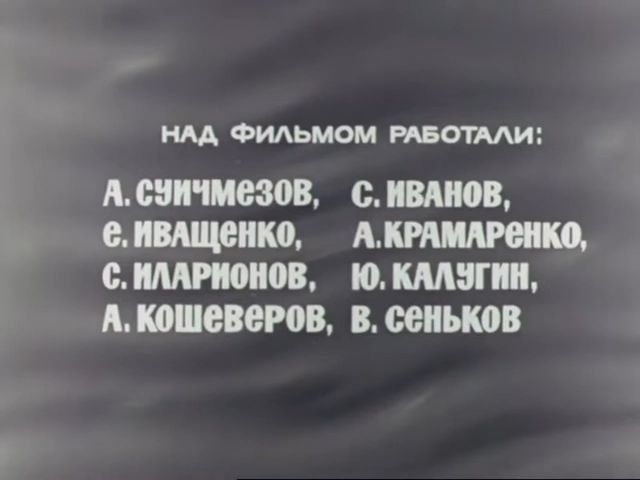 НАД ФИЛЬМОМ РАБОТАЛИ:
А. СУИЧМЕЗОВ, С. ИВАНОВ,
Е. ИВАЩЕНКО, А. КРАМАРЕНКО,
С. ИЛАРИОНОВ, Ю. КАЛУГИН,
А. КОШЕВЕРОВ, В. СЕНЬКОВ